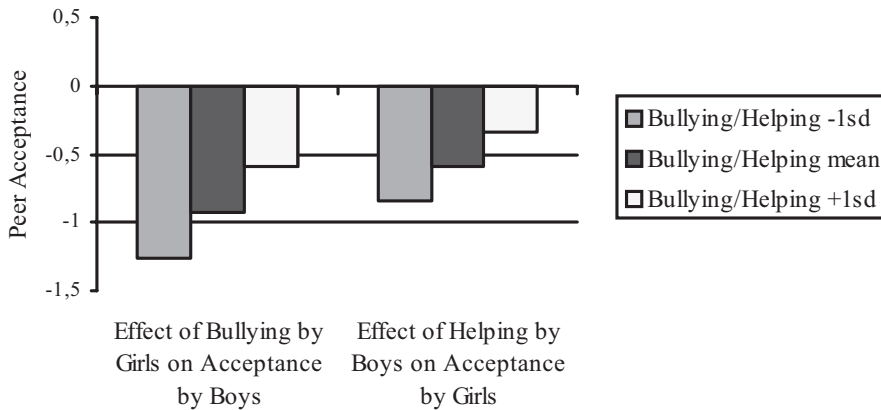 0,5
0
-0,5
-1
-1,5
Peer Acceptance
Effect of Bullying by
Girls on Acceptance
by Boys
Effect of Helping by
Boys on Acceptance
by Girls
Bullying/Helping -1sd
Bullying/Helping mean
Bullying/Helping +1sd